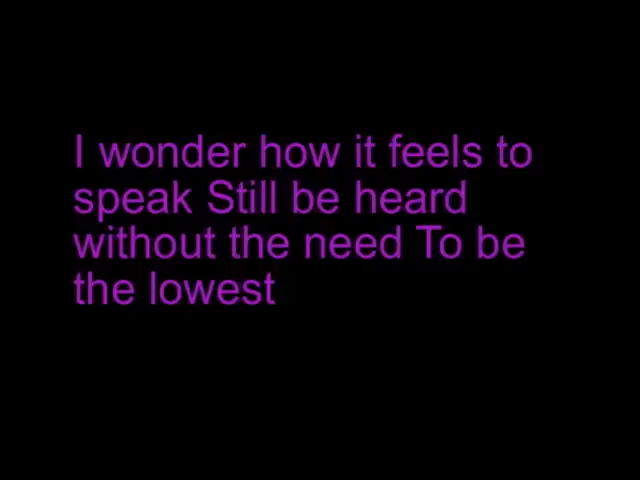 I wonder how it feels to
speak Still be heard
without the need To be
the lowest